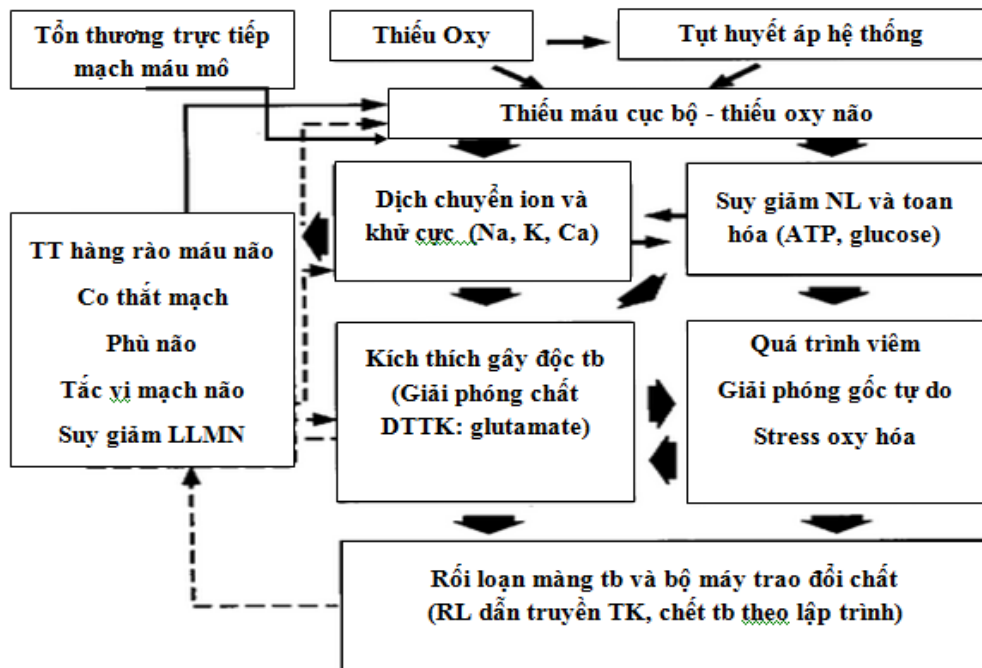 Tổn thương trực tiếp
mạch máu mô
Thiếu Oxy
Tụt huyết áp hệ thống
Thiếu máu cục bộ - thiếu oxy não
Dịch chuyển ion và
khử cực (Na, K, Ca)
Suy giảm NL và toan
hóa (ATP, glucose)
TT hàng rào máu não
Co thắt mạch
Phù não
Tắc vị mạch não
Suy giảm LLMN
Kích thích gây độc tb
(Giải phóng chất
DTTK: glutamate)
Quá trình viêm
Giải phóng gốc tự do
Stress oxy hóa
Rối loạn màng tb và bộ máy trao đổi chất
(RL dẫn truyền TK, chết tb theo lập trình)